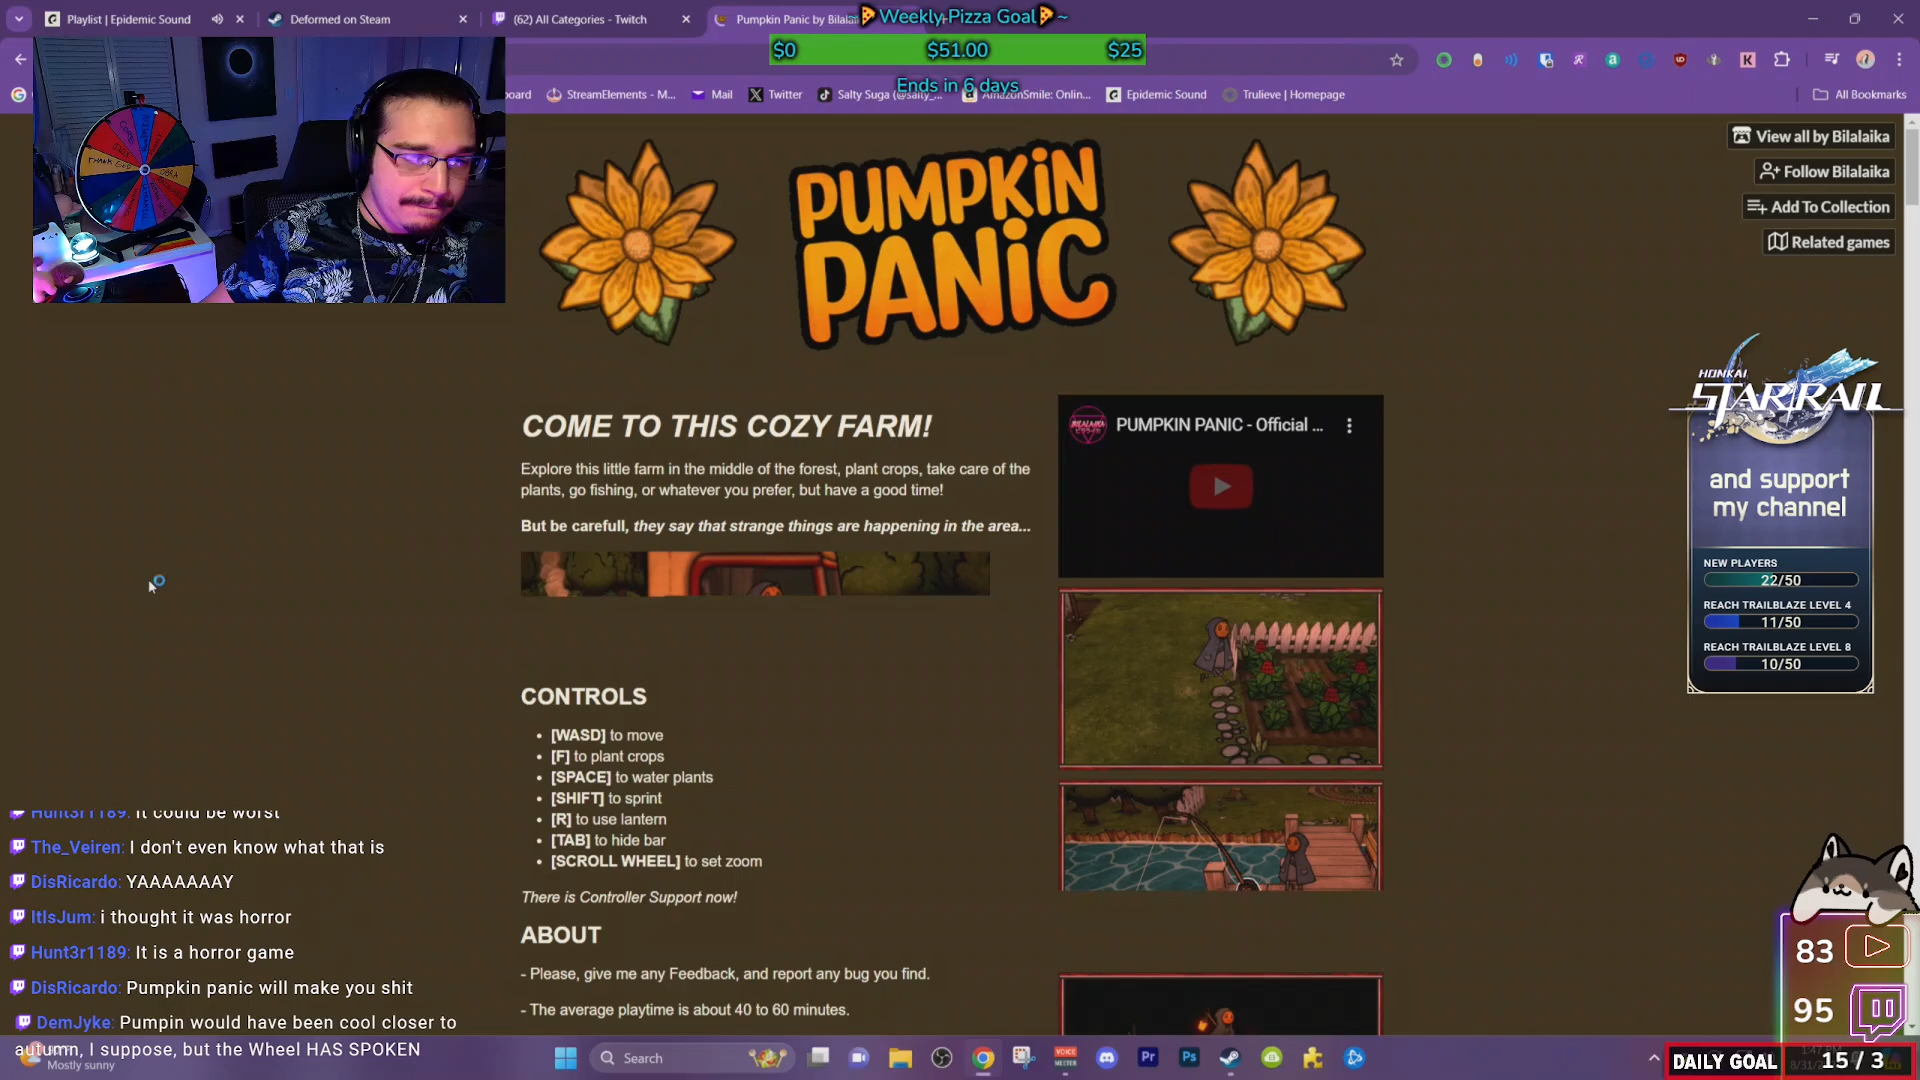 Playlist | Epidemic Sound
Deformed on Steam
(62) All Categories - Twitch
Pumpkin Panic by Bilalai
~ Weekly Pizza Goal ~
$0 $51.00 $25
Ends in 6 days
StreamElements - M...
Mail
Twitter
Salty Suga (@salty_...
AmazonSmile: Onlin...
Epidemic Sound
Trulieve | Homepage
All Bookmarks
View all by Bilalaika
Follow Bilalaika
Add To Collection
Related games
PUMPKIN
PANIC
COME TO THIS COZY FARM!
Explore this little farm in the middle of the forest, plant crops, take care of the
plants, go fishing, or whatever you prefer, but have a good time!
But be carefull, they say that strange things are happening in the area...
PUMPKIN PANIC - Official ...
CONTROLS
[WASD] to move
[F] to plant crops
[SPACE] to water plants
[SHIFT] to sprint
[R] to use lantern
[TAB] to hide bar
[SCROLL WHEEL] to set zoom
There is Controller Support now!
ABOUT
- Please, give me any Feedback, and report any bug you find.
- The average playtime is about 40 to 60 minutes.
HONKAI
STAR RAIL
and support
my channel
NEW PLAYERS
22/50
REACH TRAILBLAZE LEVEL 4
11/50
REACH TRAILBLAZE LEVEL 8
10/50
Hunt3r1189: It could be worst
The_Veiren: I don't even know what that is
DisRicardo: YAAAAAAAY
ItIsJum: i thought it was horror
Hunt3r1189: It is a horror game
DisRicardo: Pumpkin panic will make you shit
DemJyke: Pumpin would have been cool closer to
autumn, I suppose, but the Wheel HAS SPOKEN
Mostly sunny
Search
83
95
DAILY GOAL 15 / 3